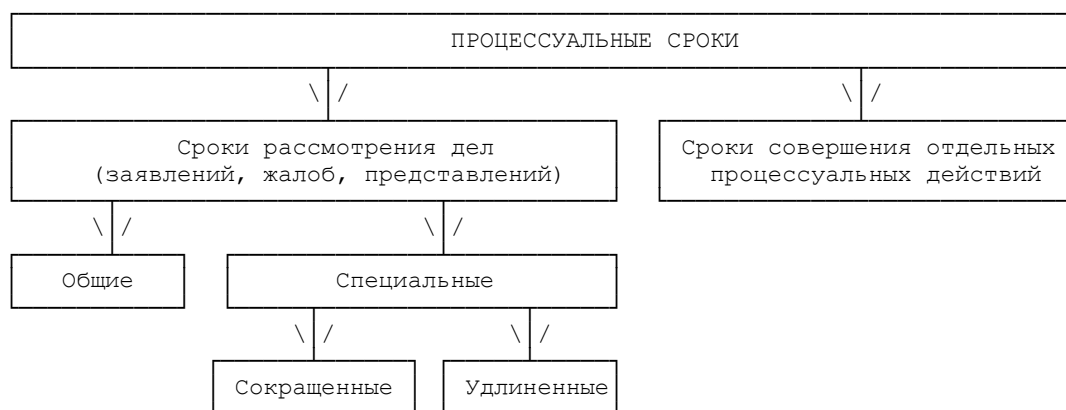 ПРОЦЕССУАЛЬНЫЕ СРОКИ
Сроки рассмотрения дел
(заявлений, жалоб, представлений)
Сроки совершения отдельных
процессуальных действий
Общие
Специальные
Сокращенные
Удлиненные